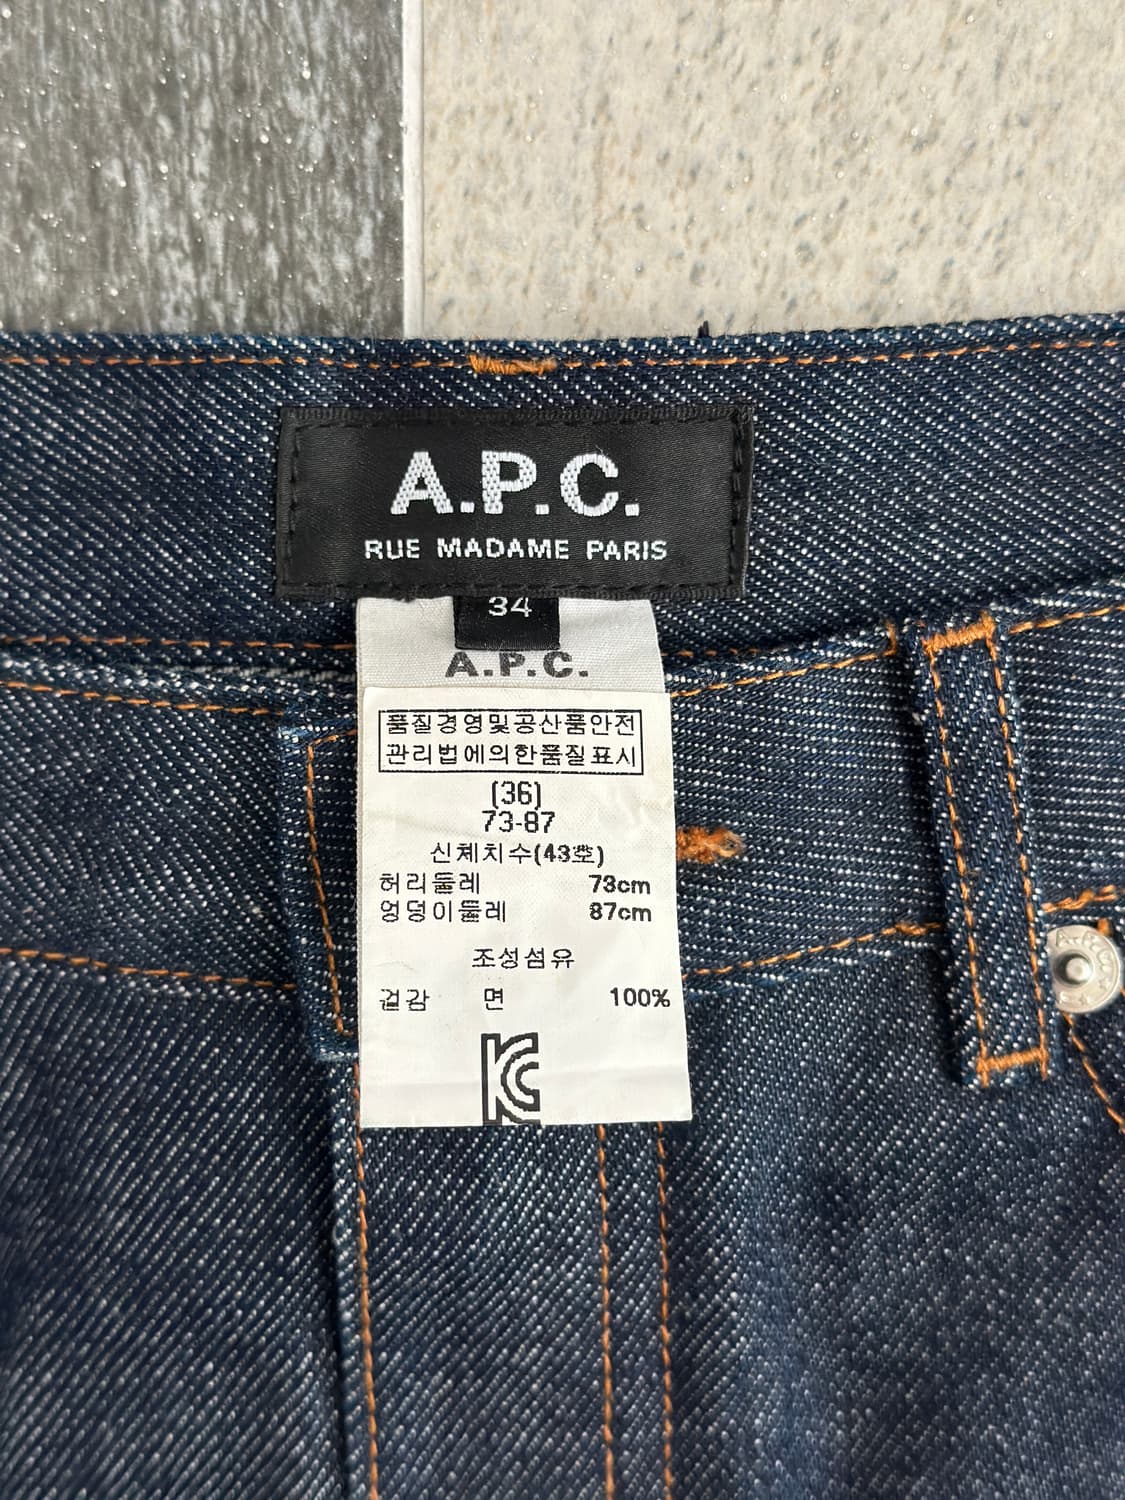 A.P.C.
RUE MADAME PARIS
34
A.P.C.
품질경영및공산품안전
관리법에의한품질표시
(36)
73-87
신체치수(43호)
허리둘레 73cm
엉덩이둘레 87cm
조성섬유
겉감 면 100%
KC